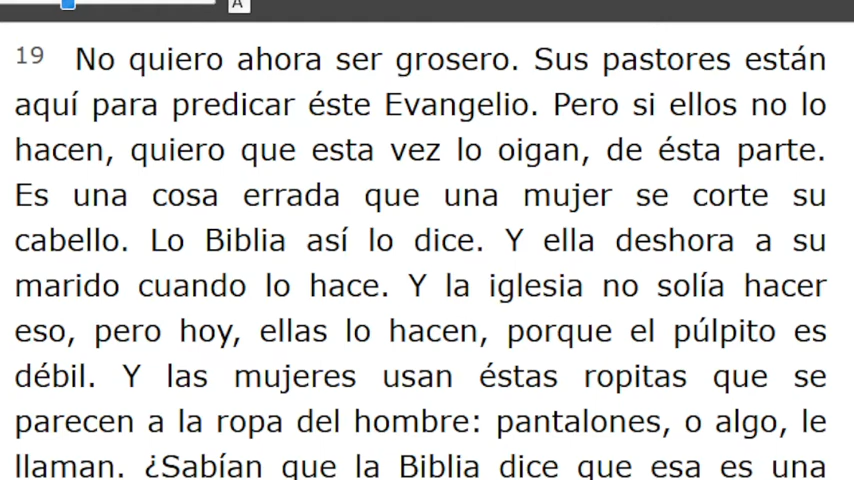 A
19 No quiero ahora ser grosero. Sus pastores están
aquí para predicar éste Evangelio. Pero si ellos no lo
hacen, quiero que esta vez lo oigan, de ésta parte.
Es una cosa errada que una mujer se corte su
cabello. Lo Biblia así lo dice. Y ella deshora a su
marido cuando lo hace. Y la iglesia no solía hacer
eso, pero hoy, ellas lo hacen, porque el púlpito es
débil. Y las mujeres usan éstas ropitas que se
parecen a la ropa del hombre: pantalones, o algo, le
llaman. ¿Sabían que la Biblia dice que esa es una